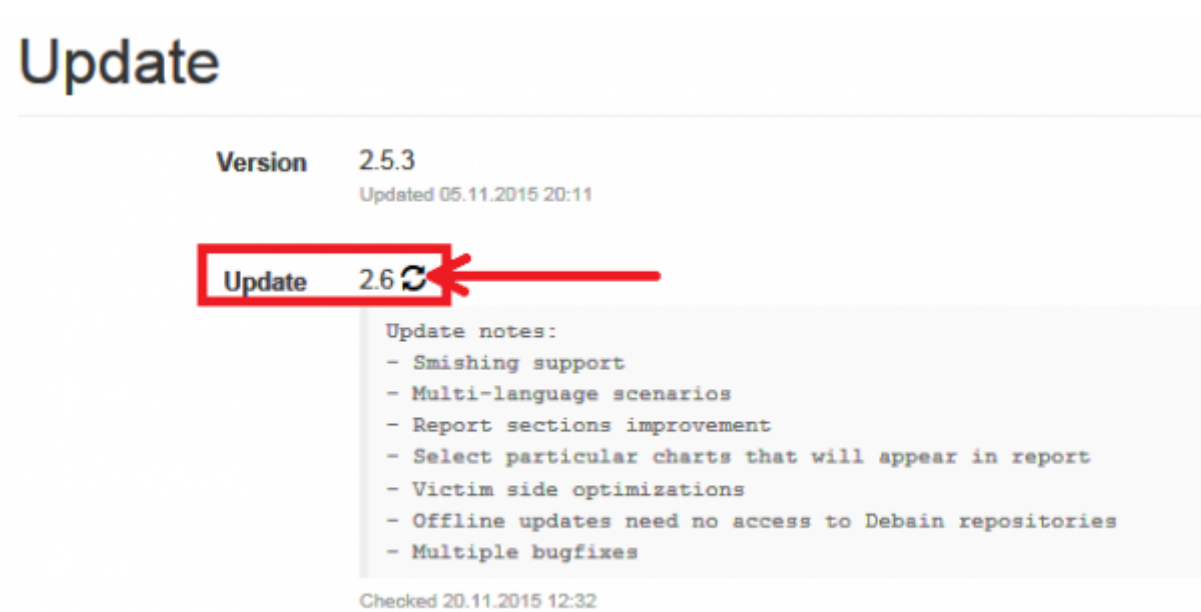 Update
Version 2.5.3
Updated 05.11.2015 20:11
Update 2.6
Update notes:
- Smishing support
- Multi-language scenarios
- Report sections improvement
- Select particular charts that will appear in report
- Victim side optimizations
- Offline updates need no access to Debain repositories
- Multiple bugfixes
Checked 20.11.2015 12:32